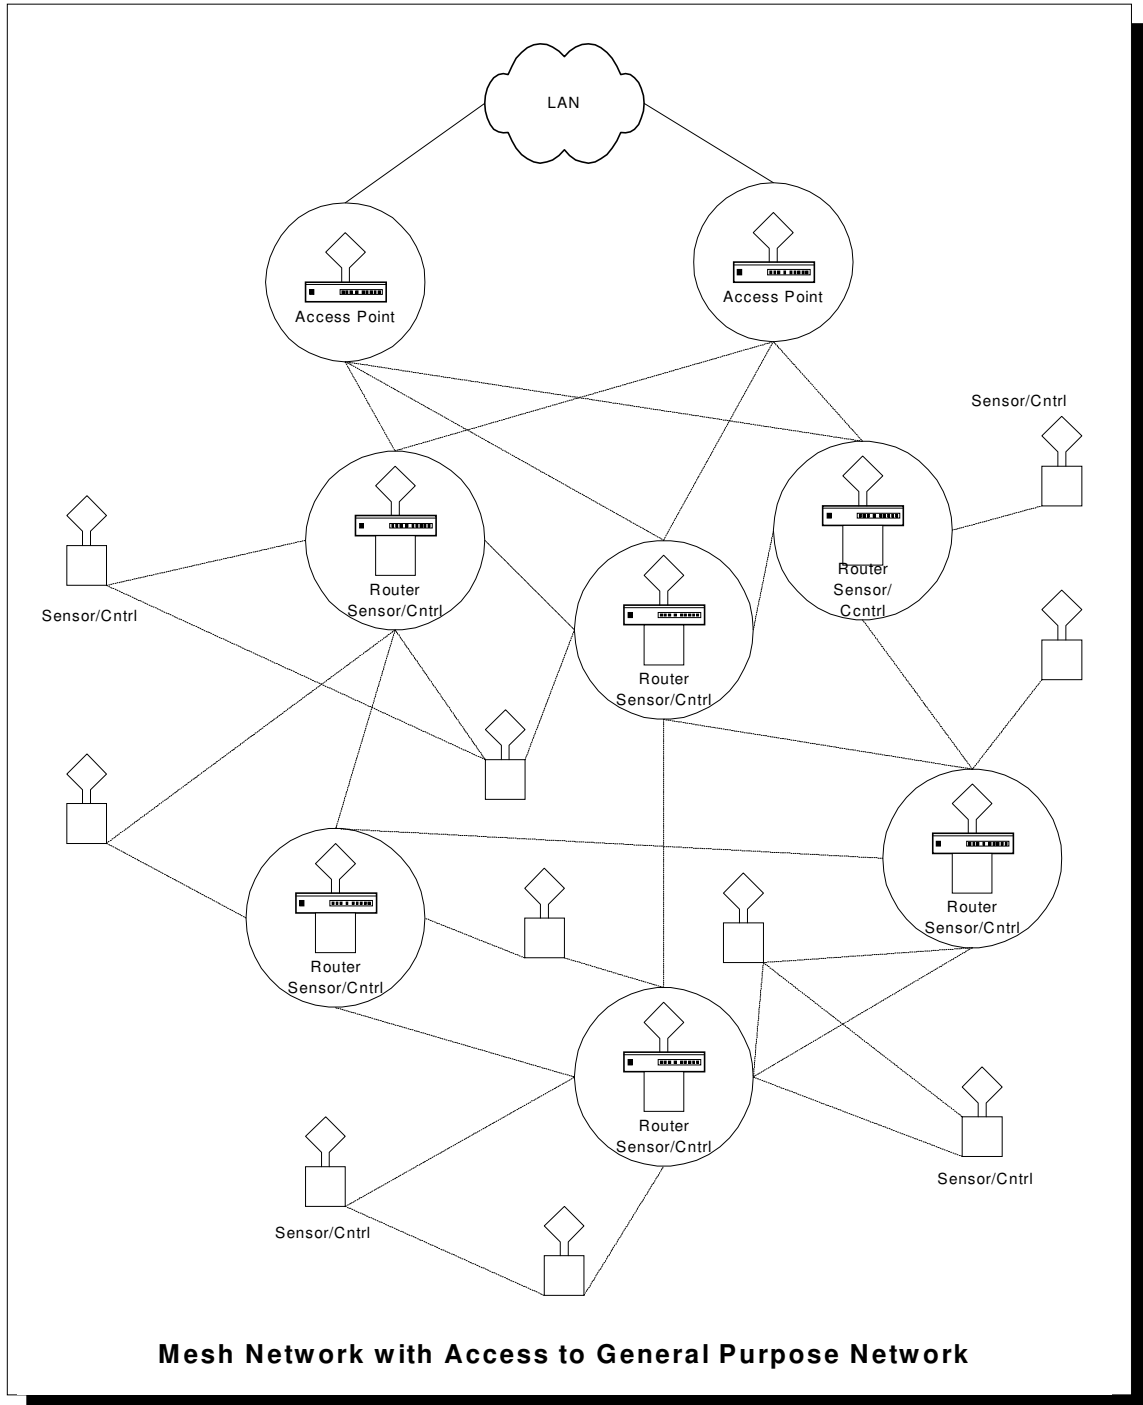 LAN
Access Point
Access Point
Sensor/Cntrl
Router
Sensor/
Ccntrl
Router
Sensor/Cntrl
Sensor/Cntrl
Router
Sensor/Cntrl
Router
Sensor/Cntrl
Router
Sensor/Cntrl
Router
Sensor/Cntrl
Sensor/Cntrl
Sensor/Cntrl
Mesh Network with Access to General Purpose Network